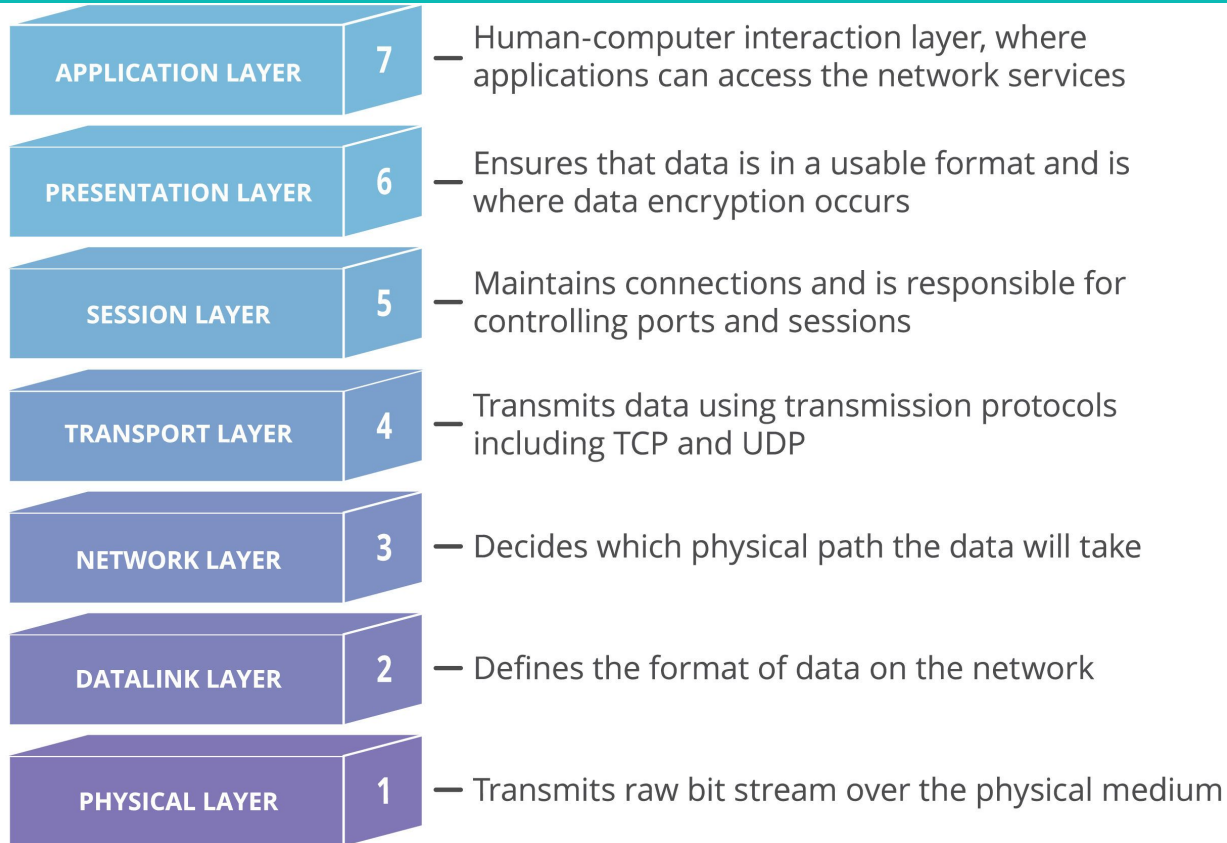 APPLICATION LAYER
7
Human-computer interaction layer, where
applications can access the network services
PRESENTATION LAYER
6
Ensures that data is in a usable format and is
where data encryption occurs
SESSION LAYER
5
Maintains connections and is responsible for
controlling ports and sessions
TRANSPORT LAYER
4
Transmits data using transmission protocols
including TCP and UDP
NETWORK LAYER
3
Decides which physical path the data will take
DATALINK LAYER
2
Defines the format of data on the network
PHYSICAL LAYER
1
Transmits raw bit stream over the physical medium